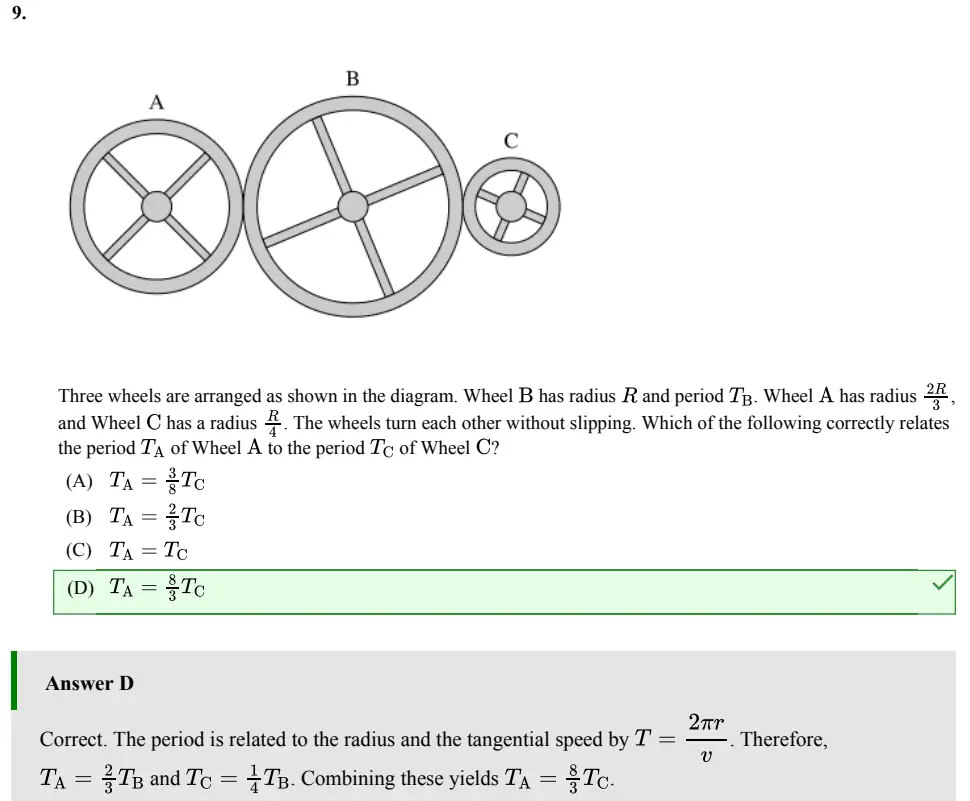 9.
B
A
C
Three wheels are arranged as shown in the diagram. Wheel B has radius R and period T_B. Wheel A has radius 2R/3,
and Wheel C has a radius R/4. The wheels turn each other without slipping. Which of the following correctly relates
the period T_A of Wheel A to the period T_C of Wheel C?
(A) T_A = 3/8 T_C
(B) T_A = 2/3 T_C
(C) T_A = T_C
(D) T_A = 8/3 T_C
Answer D
Correct. The period is related to the radius and the tangential speed by T = 2πr/v. Therefore,
T_A = 2/3 T_B and T_C = 1/4 T_B. Combining these yields T_A = 8/3 T_C.